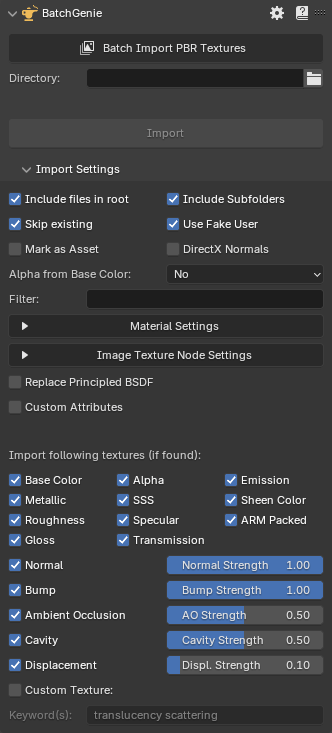 BatchGenie
Batch Import PBR Textures
Directory:
Import
Import Settings
Include files in root Include Subfolders
Skip existing Use Fake User
Mark as Asset DirectX Normals
Alpha from Base Color: No
Filter:
Material Settings
Image Texture Node Settings
Replace Principled BSDF
Custom Attributes
Import following textures (if found):
Base Color Alpha Emission
Metallic SSS Sheen Color
Roughness Specular ARM Packed
Gloss Transmission
Normal Normal Strength 1.00
Bump Bump Strength 1.00
Ambient Occlusion AO Strength 0.50
Cavity Cavity Strength 0.50
Displacement Displ. Strength 0.10
Custom Texture:
Keyword(s): translucency scattering